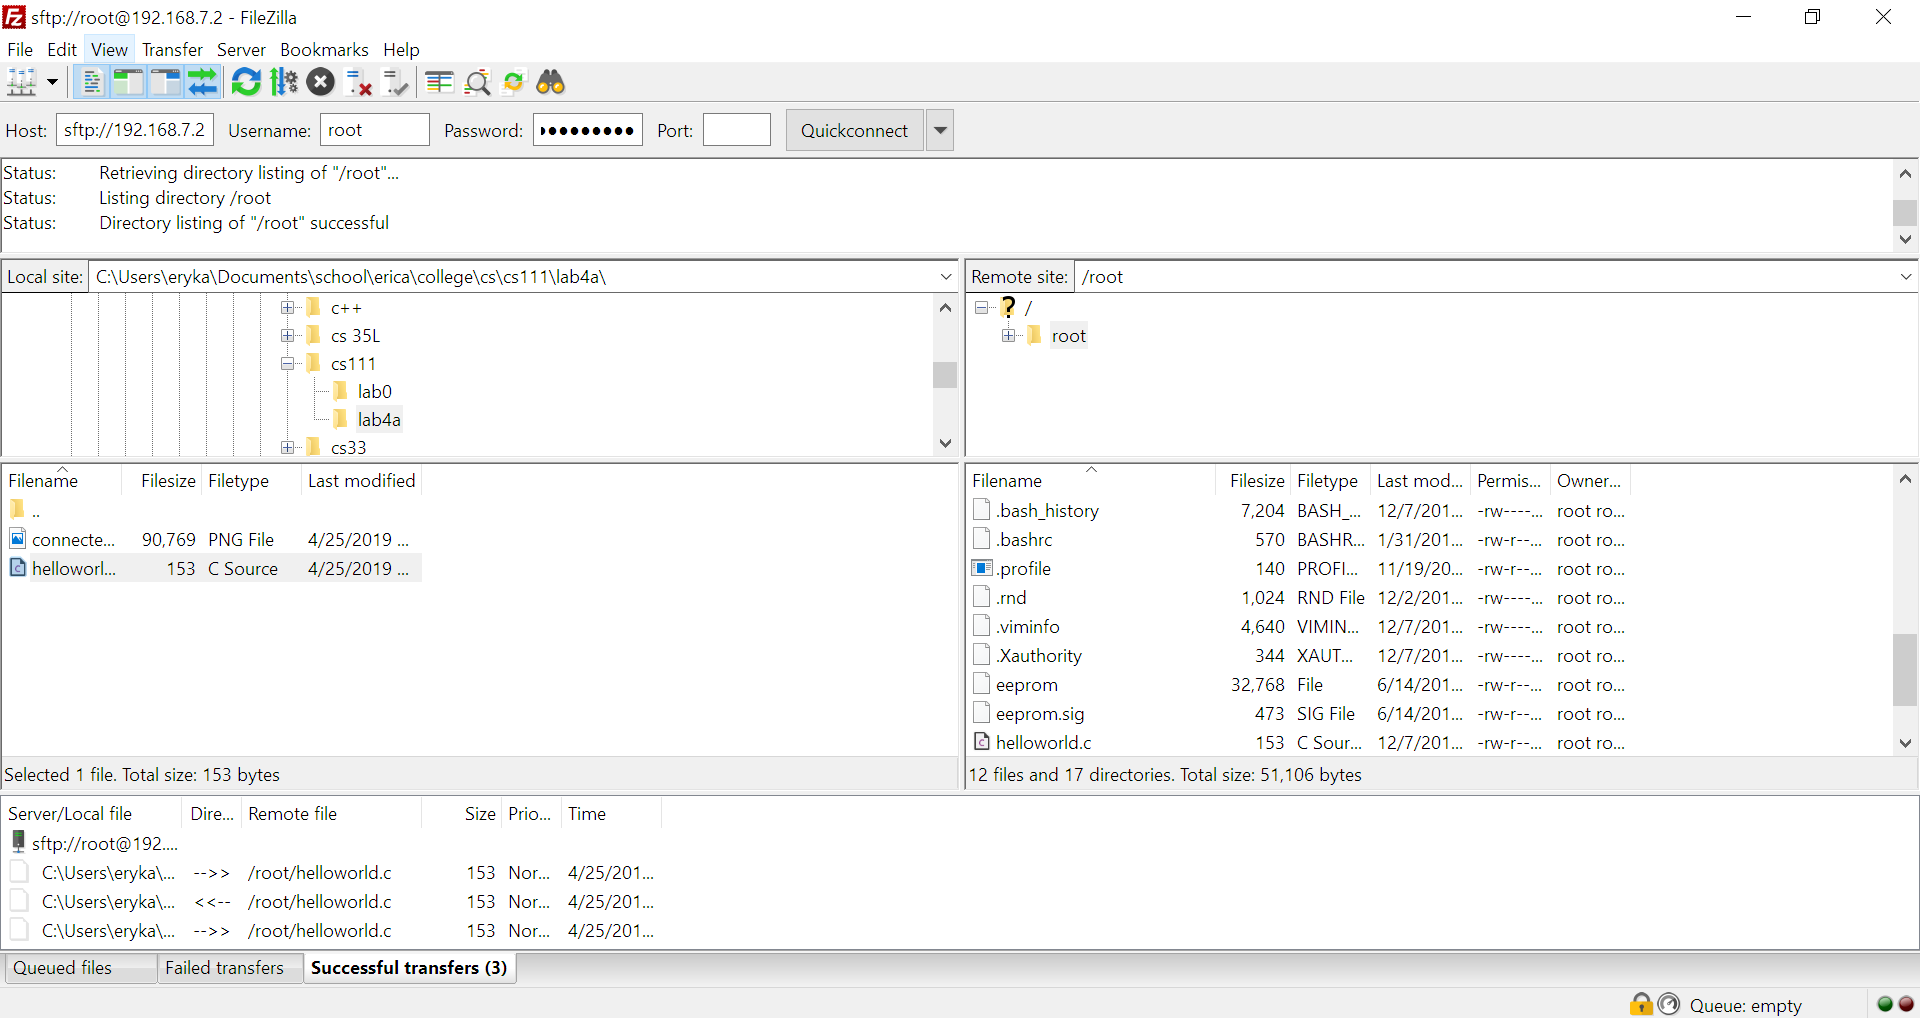 sftp://root@192.168.7.2 - FileZilla
File Edit View Transfer Server Bookmarks Help
Host: sftp://192.168.7.2 Username: root Password: ●●●●●●●●● Port: Quickconnect
Status: Retrieving directory listing of "/root"...
Status: Listing directory /root
Status: Directory listing of "/root" successful
Local site: C:\Users\eryka\Documents\school\erica\college\cs\cs111\lab4a\
c++
cs 35L
cs111
lab0
lab4a
cs33
Remote site: /root
/
root
Filename Filesize Filetype Last modified
..
connecte... 90,769 PNG File 4/25/2019 ...
helloworl... 153 C Source 4/25/2019 ...
Selected 1 file. Total size: 153 bytes
Filename Filesize Filetype Last mod... Permis... Owner...
.bash_history 7,204 BASH_... 12/7/201... -rw----... root ro...
.bashrc 570 BASHR... 1/31/201... -rw-r--... root ro...
.profile 140 PROFI... 11/19/20... -rw-r--... root ro...
.rnd 1,024 RND File 12/2/201... -rw----... root ro...
.viminfo 4,640 VIMIN... 12/7/201... -rw----... root ro...
.Xauthority 344 XAUT... 12/7/201... -rw----... root ro...
eeprom 32,768 File 6/14/201... -rw-r--... root ro...
eeprom.sig 473 SIG File 6/14/201... -rw-r--... root ro...
helloworld.c 153 C Sour... 12/7/201... -rw-r--... root ro...
12 files and 17 directories. Total size: 51,106 bytes
Server/Local file Dire... Remote file Size Prio... Time
sftp://root@192....
C:\Users\eryka\... -->> /root/helloworld.c 153 Nor... 4/25/201...
C:\Users\eryka\... <<-- /root/helloworld.c 153 Nor... 4/25/201...
C:\Users\eryka\... -->> /root/helloworld.c 153 Nor... 4/25/201...
Queued files Failed transfers Successful transfers (3)
Queue: empty